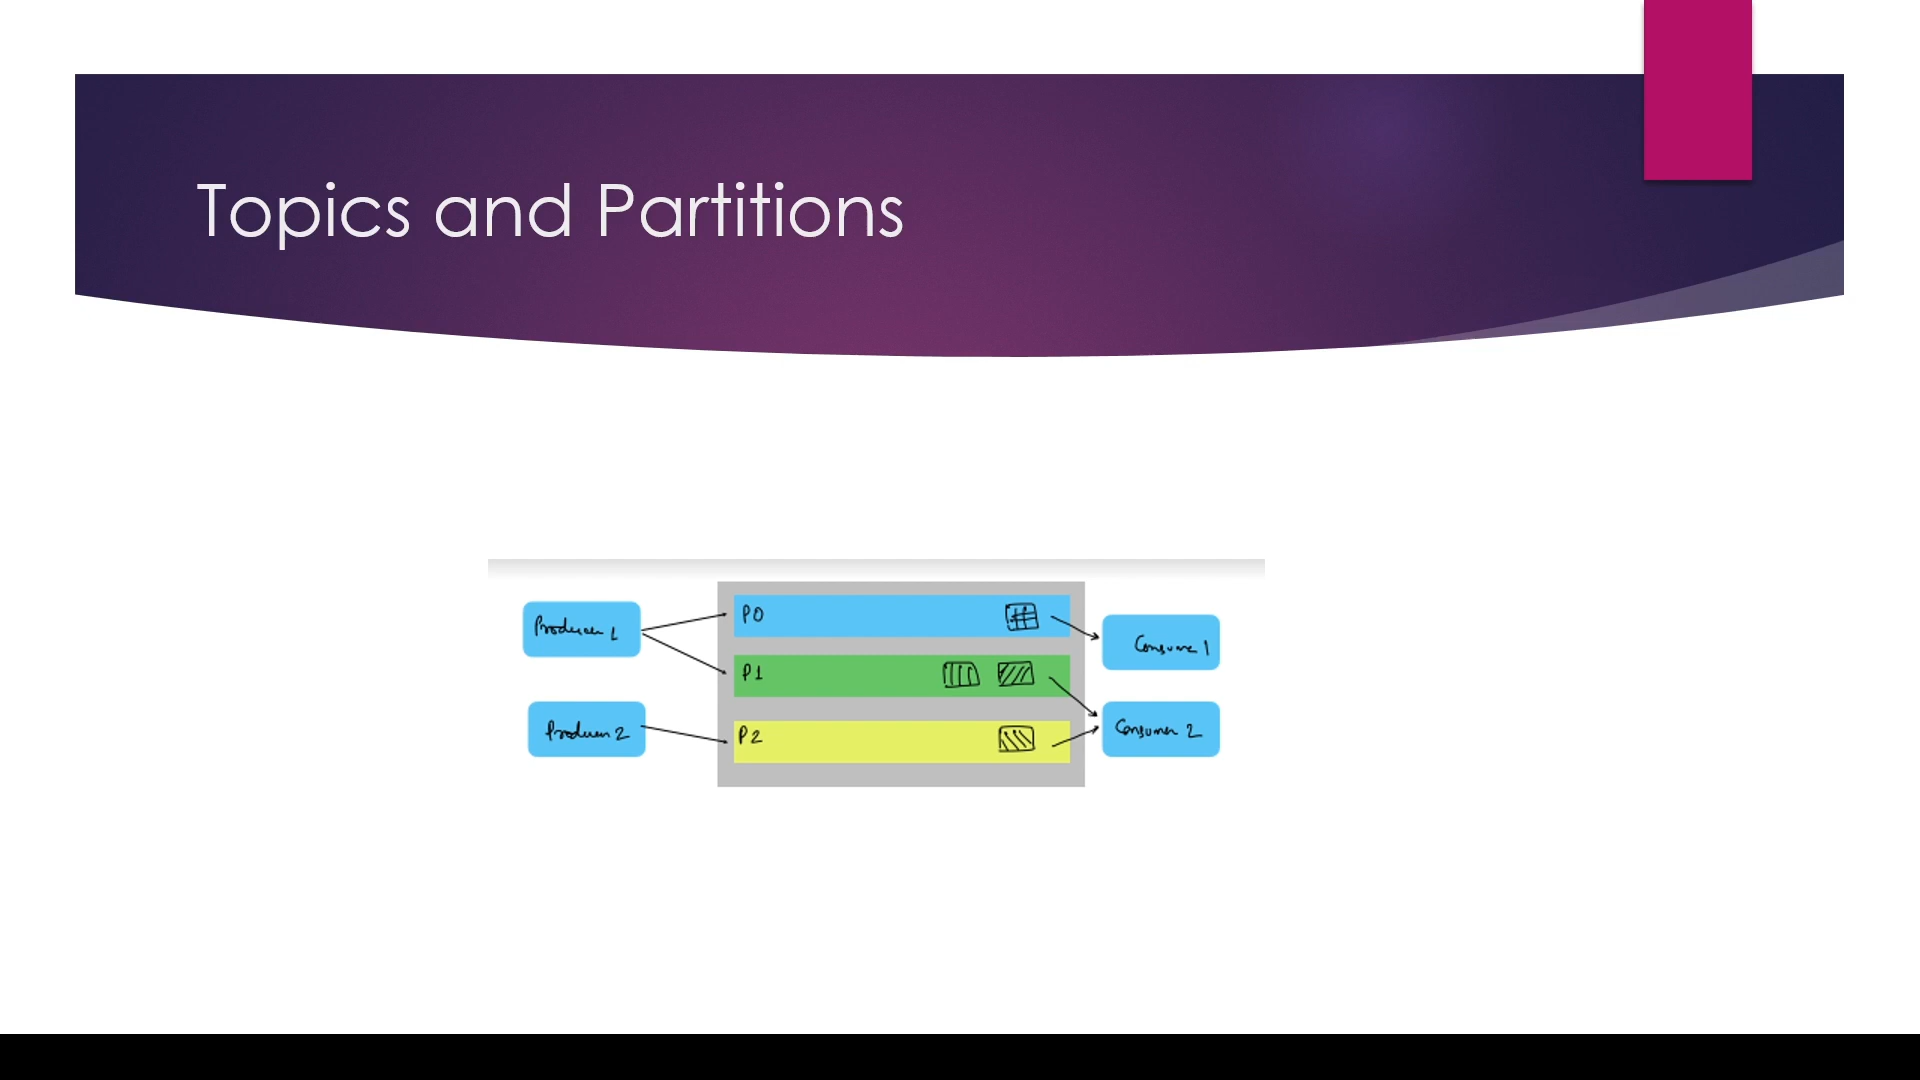 Topics and Partitions
Producer 1
P0
Consumer 1
P1
Producer 2
P2
Consumer 2